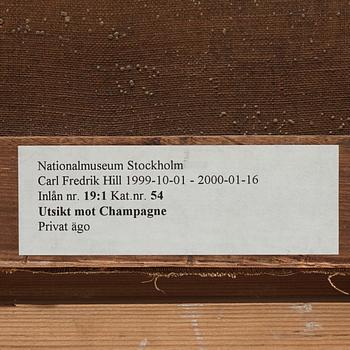 Nationalmuseum Stockholm
Carl Fredrik Hill 1999-10-01 - 2000-01-16
Inlån nr. 19:1 Kat.nr. 54
Utsikt mot Champagne
Privat ägo